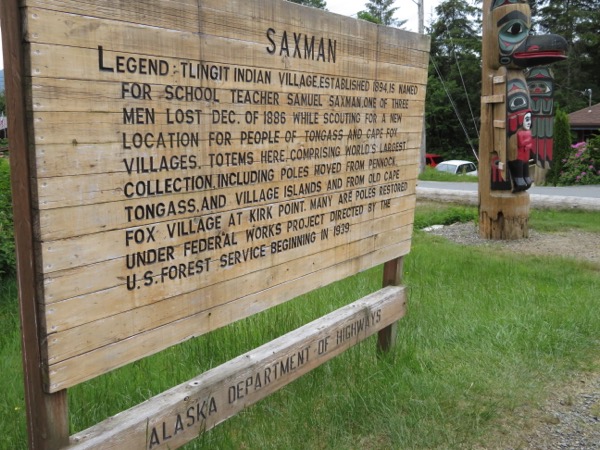 SAXMAN
LEGEND: TLINGIT INDIAN VILLAGE, ESTABLISHED 1894, IS NAMED
FOR SCHOOL TEACHER SAMUEL SAXMAN, ONE OF THREE
MEN LOST DEC. OF 1886 WHILE SCOUTING FOR A NEW
LOCATION FOR PEOPLE OF TONGASS AND CAPE FOX
VILLAGES. TOTEMS HERE, COMPRISING WORLD'S LARGEST
COLLECTION, INCLUDING POLES MOVED FROM PENNOCK,
TONGASS, AND VILLAGE ISLANDS AND FROM OLD CAPE
FOX VILLAGE AT KIRK POINT. MANY ARE POLES RESTORED
UNDER FEDERAL WORKS PROJECT DIRECTED BY THE
U.S. FOREST SERVICE BEGINNING IN 1939.
ALASKA DEPARTMENT OF HIGHWAYS